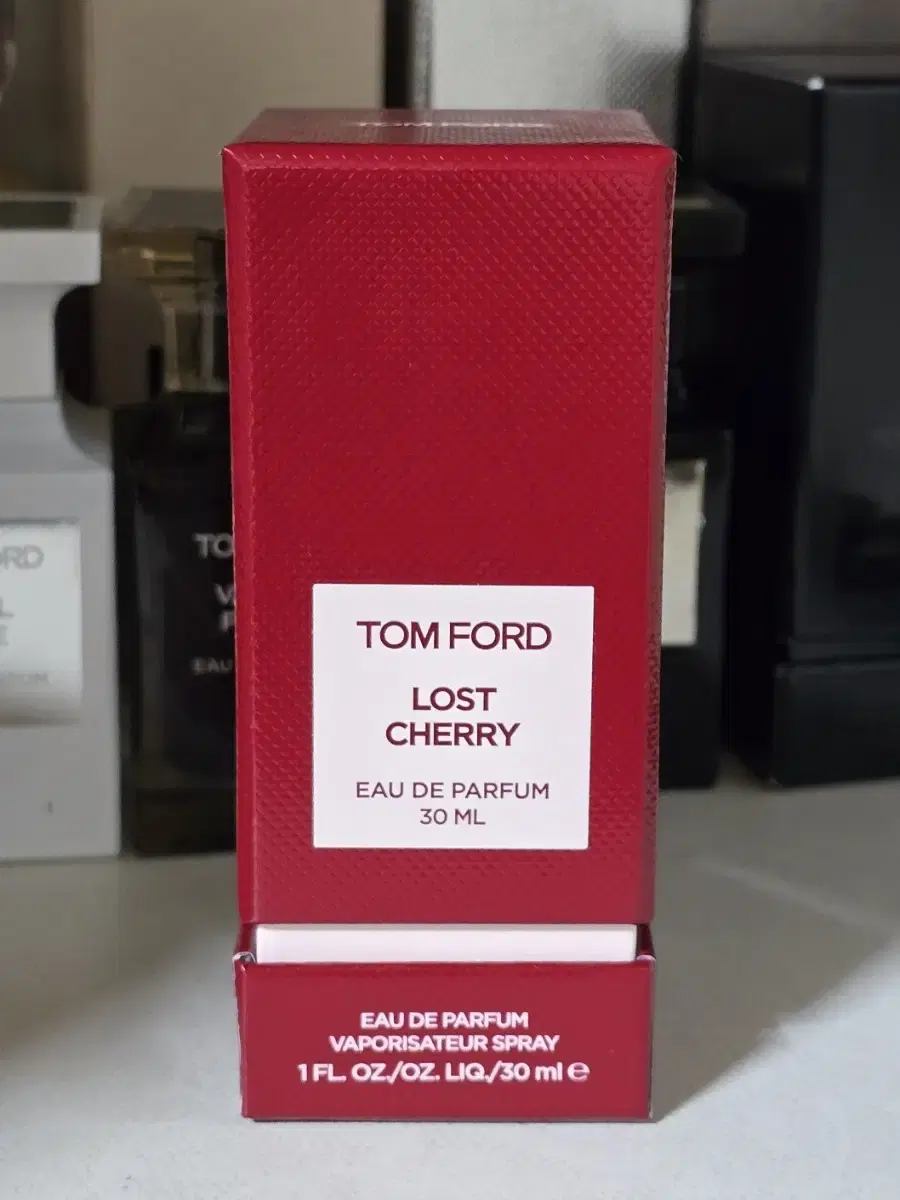 TOM FORD
LOST
CHERRY
EAU DE PARFUM
30 ML
EAU DE PARFUM
VAPORISATEUR SPRAY
1 FL. OZ./OZ. LIQ./30 ml ℮